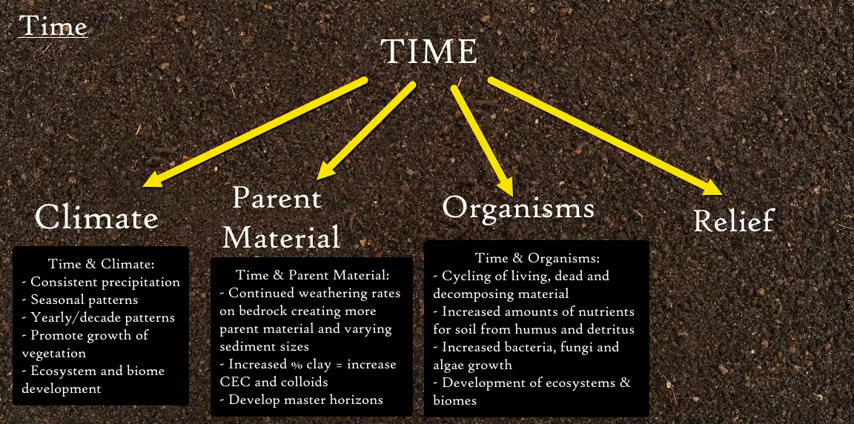 Time
TIME
Climate
Parent
Material
Organisms
Relief
Time & Climate:
- Consistent precipitation
- Seasonal patterns
- Yearly/decade patterns
- Promote growth of
vegetation
- Ecosystem and biome
development
Time & Parent Material:
- Continued weathering rates
on bedrock creating more
parent material and varying
sediment sizes
- Increased % clay = increase
CEC and colloids
- Develop master horizons
Time & Organisms:
- Cycling of living, dead and
decomposing material
- Increased amounts of nutrients
for soil from humus and detritus
- Increased bacteria, fungi and
algae growth
- Development of ecosystems &
biomes